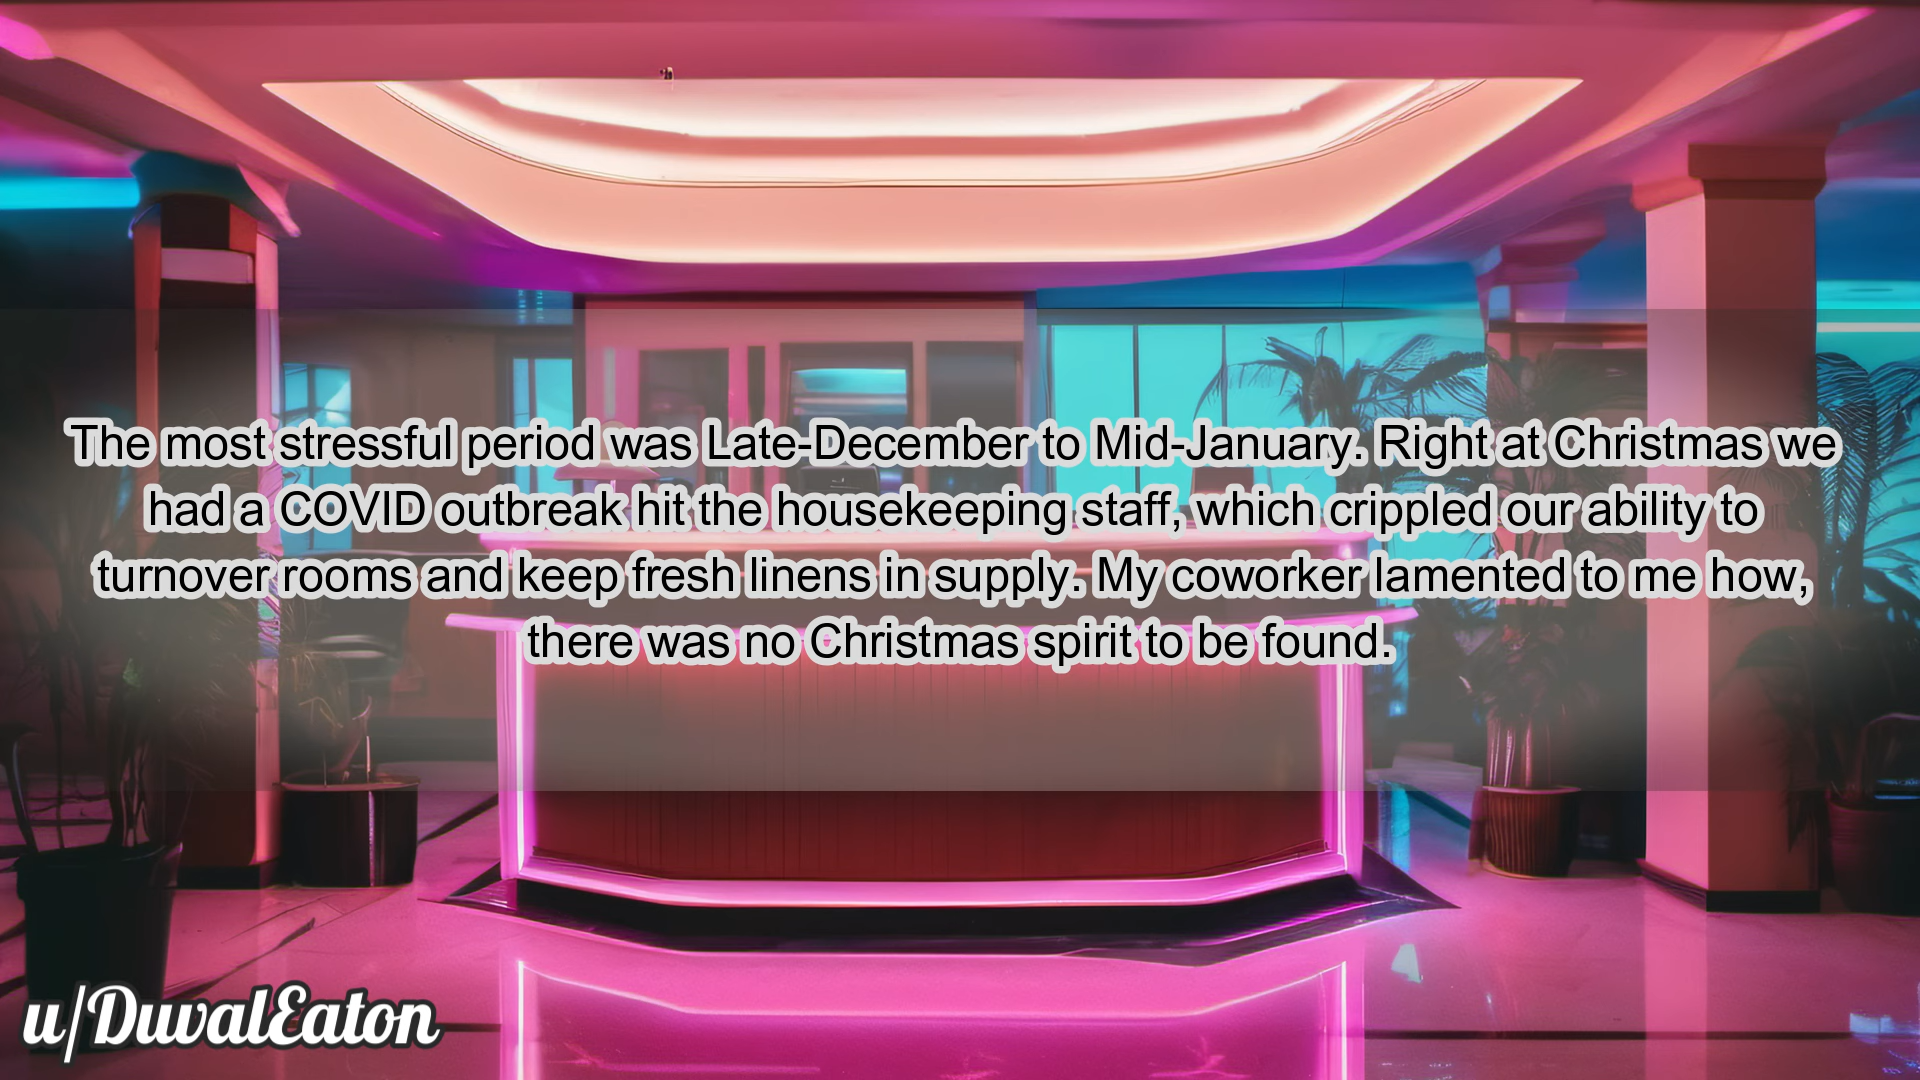 The most stressful period was Late-December to Mid-January. Right at Christmas we
had a COVID outbreak hit the housekeeping staff, which crippled our ability to
turnover rooms and keep fresh linens in supply. My coworker lamented to me how,
there was no Christmas spirit to be found.
u/DuvalEaton